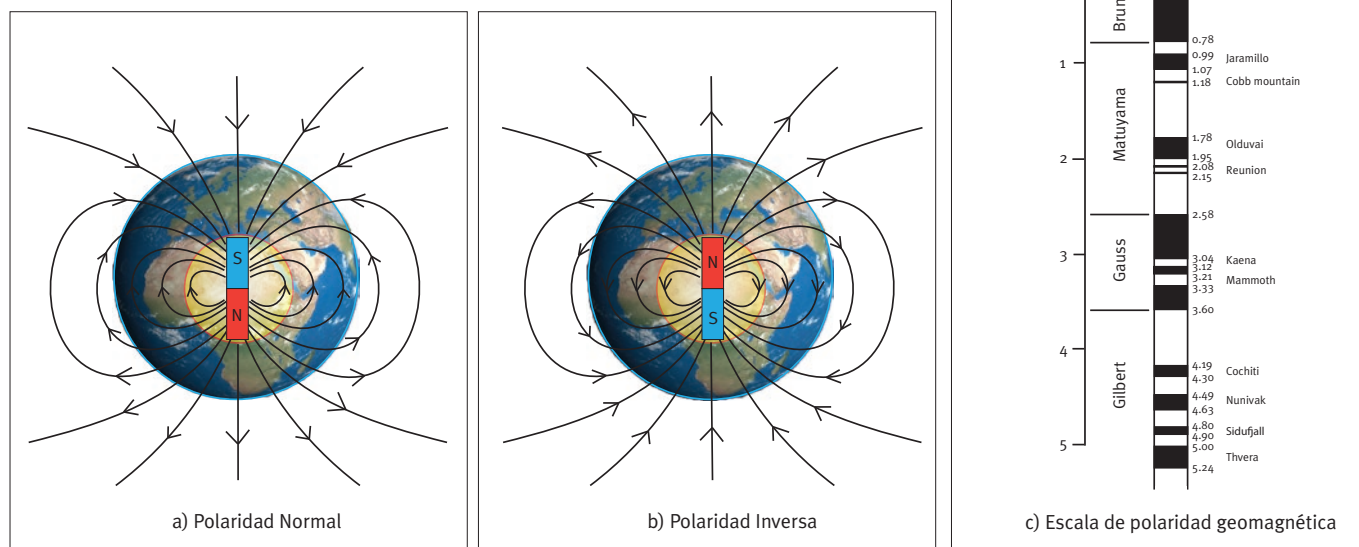 S
N
a) Polaridad Normal
N
S
b) Polaridad Inversa
1
2
3
4
5
Matuyama
Gauss
Gilbert
0.78
0.99
Jaramillo
1.07
1.18
Cobb mountain
1.78
Olduvai
1.95
2.08
Reunion
2.15
2.58
3.04
Kaena
3.12
3.21
Mammoth
3.33
3.60
4.19
Cochiti
4.30
4.49
Nunivak
4.63
4.80
Sidufjall
4.90
5.00
Thvera
5.24
c) Escala de polaridad geomagnética